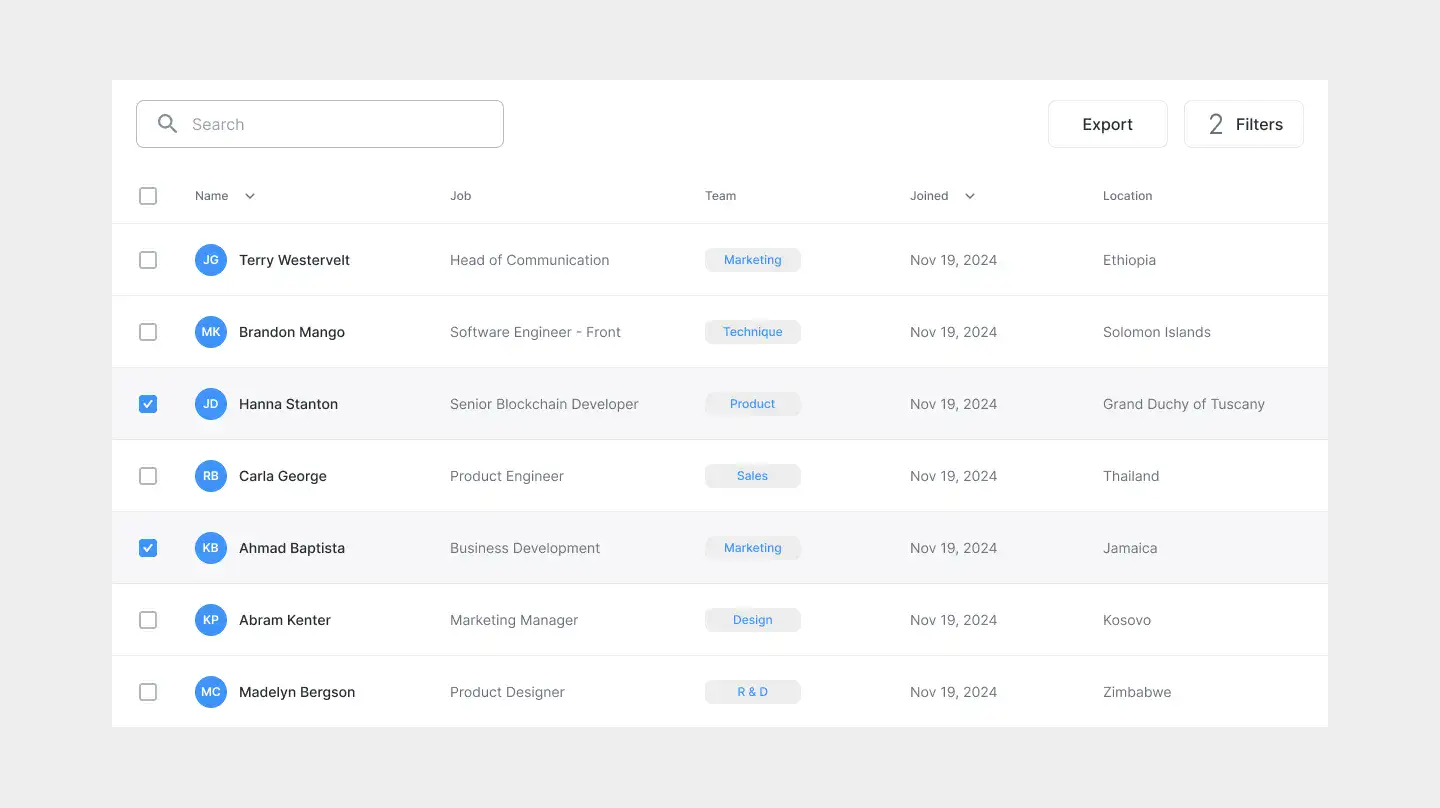 Search
Export
2 Filters
Name Job Team Joined Location
JG Terry Westervelt Head of Communication Marketing Nov 19, 2024 Ethiopia
MK Brandon Mango Software Engineer - Front Technique Nov 19, 2024 Solomon Islands
JD Hanna Stanton Senior Blockchain Developer Product Nov 19, 2024 Grand Duchy of Tuscany
RB Carla George Product Engineer Sales Nov 19, 2024 Thailand
KB Ahmad Baptista Business Development Marketing Nov 19, 2024 Jamaica
KP Abram Kenter Marketing Manager Design Nov 19, 2024 Kosovo
MC Madelyn Bergson Product Designer R & D Nov 19, 2024 Zimbabwe